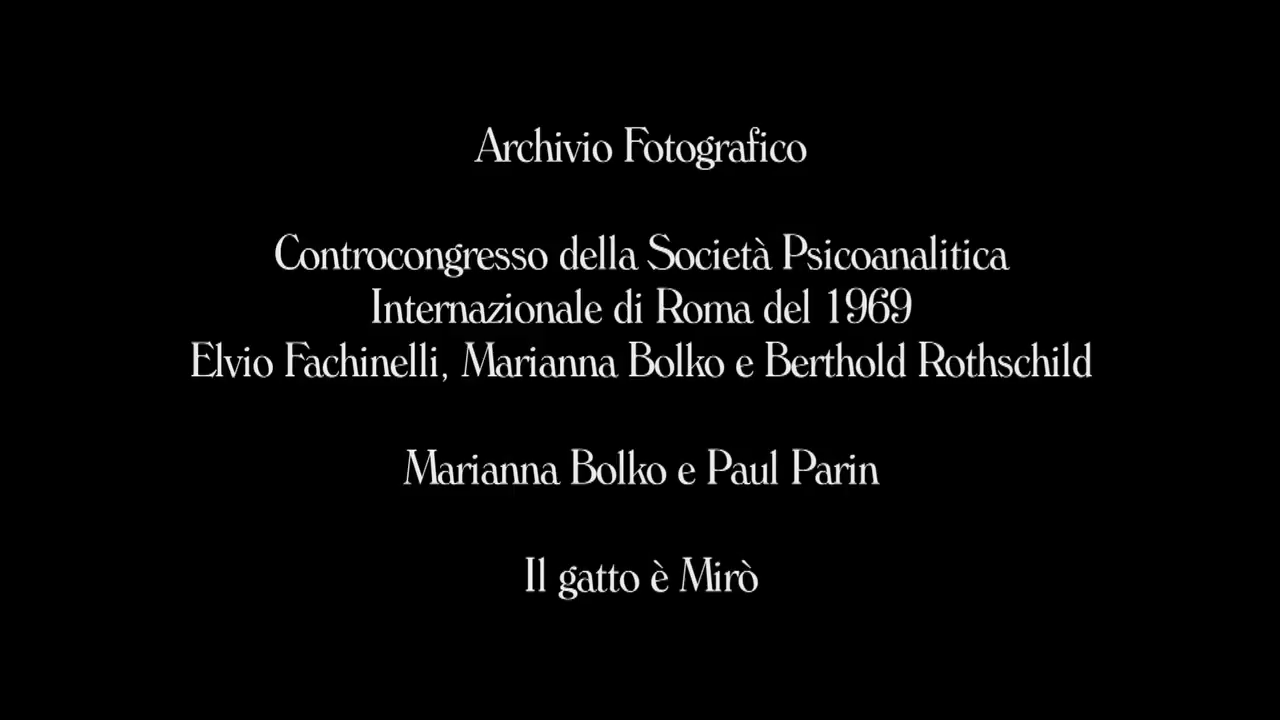 Archivio Fotografico
Controcongresso della Società Psicoanalitica
Internazionale di Roma del 1969
Elvio Fachinelli, Marianna Bolko e Berthold Rothschild
Marianna Bolko e Paul Parin
Il gatto è Mirò